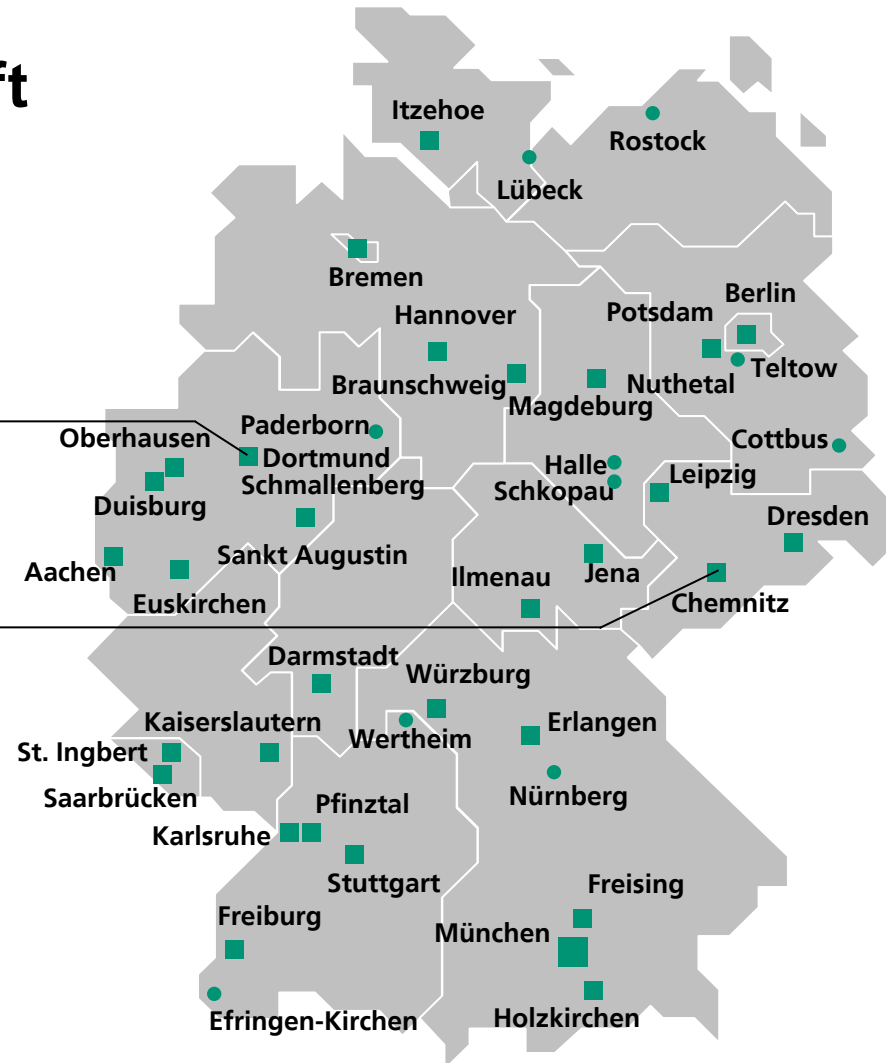 ft
Itzehoe
Rostock
Lübeck
Bremen
Berlin
Potsdam
Hannover
Teltow
Braunschweig
Nuthetal
Magdeburg
Paderborn
Oberhausen
Cottbus
Dortmund
Halle
Leipzig
Schmallenberg
Schkopau
Duisburg
Dresden
Sankt Augustin
Aachen
Ilmenau
Jena
Euskirchen
Chemnitz
Darmstadt
Würzburg
Kaiserslautern
Erlangen
Wertheim
St. Ingbert
Saarbrücken
Nürnberg
Pfinztal
Karlsruhe
Stuttgart
Freising
Freiburg
München
Efringen-Kirchen
Holzkirchen